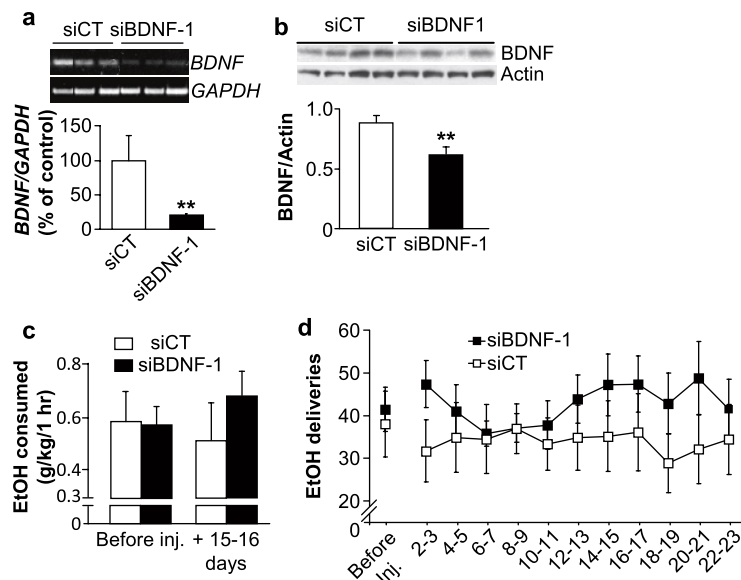 a
siCT siBDNF-1
BDNF
GAPDH
BDNF/GAPDH
(% of control)
150
100
50
0
siCT
siBDNF-1
b
siCT siBDNF1
BDNF
Actin
BDNF/Actin
1.0
0.5
0
**
siCT siBDNF-1
**
c
siCT
siBDNF-1
EtOH consumed
(g/kg/1 hr)
0.8
0.6
0.4
0.3
0
Before inj. + 15-16
days
d
siBDNF-1
siCT
EtOH deliveries
60
50
40
30
20
0
Before
Inj.
2-3
4-5
6-7
8-9
10-11
12-13
14-15
16-17
18-19
20-21
22-23